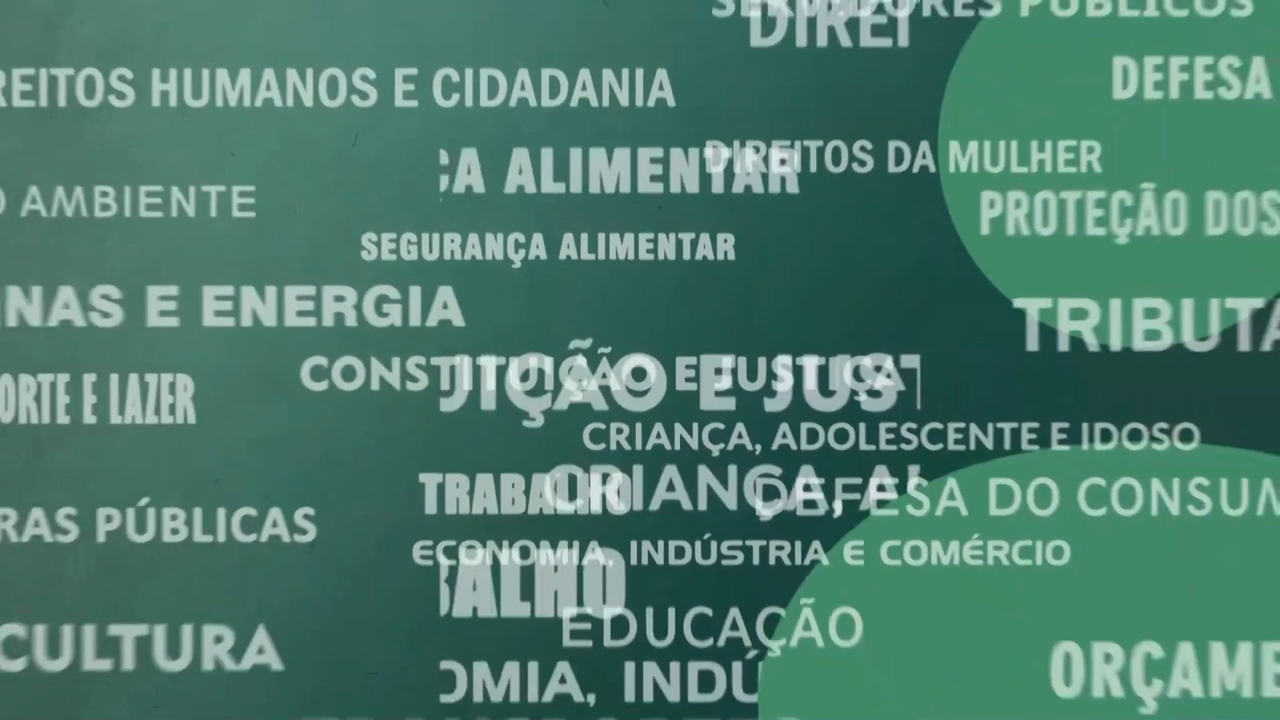 SERVIDORES PÚBLICOS
DIREI
REITOS HUMANOS E CIDADANIA
DEFESA
ÇA ALIMENTAR
DIREITOS DA MULHER
O AMBIENTE
PROTEÇÃO DOS
SEGURANÇA ALIMENTAR
NAS E ENERGIA
TRIBUTA
CONSTITUIÇÃO E JUSTIÇA
UIÇÃO E JUST
ORTE E LAZER
CRIANÇA, ADOLESCENTE E IDOSO
TRABALHO
CRIANÇA, A
DEFESA DO CONSUM
RAS PÚBLICAS
ECONOMIA, INDÚSTRIA E COMÉRCIO
BALHO
EDUCAÇÃO
CULTURA
OMIA, INDÚ
ORÇAME